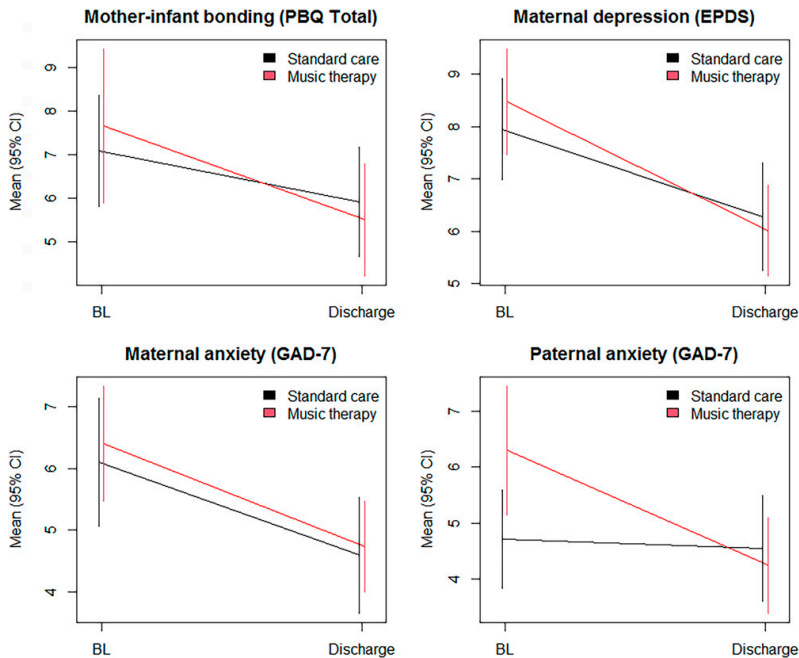 Mother-infant bonding (PBQ Total)
Standard care
Music therapy
Mean (95% CI)
9
8
7
6
5
BL
Discharge
Maternal depression (EPDS)
Standard care
Music therapy
Mean (95% CI)
9
8
7
6
5
BL
Discharge
Maternal anxiety (GAD-7)
Standard care
Music therapy
Mean (95% CI)
7
6
5
4
BL
Discharge
Paternal anxiety (GAD-7)
Standard care
Music therapy
Mean (95% CI)
7
6
5
4
BL
Discharge